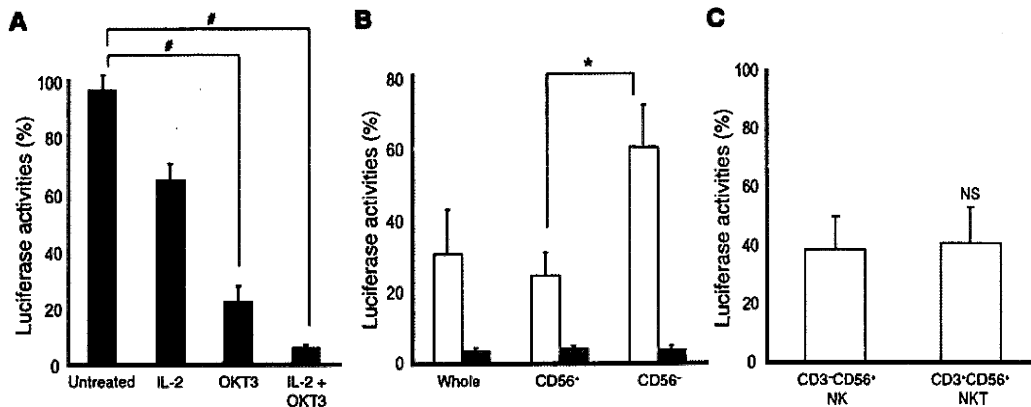 A
#
#
Luciferase activities (%)
100
80
60
40
20
0
Untreated IL-2 OKT3 IL-2 +
OKT3
B
*
Luciferase activities (%)
80
60
40
20
0
Whole CD56⁺ CD56⁻
C
Luciferase activities (%)
100
80
60
40
20
0
NS
CD3⁻CD56⁺ CD3⁺CD56⁺
NK NKT